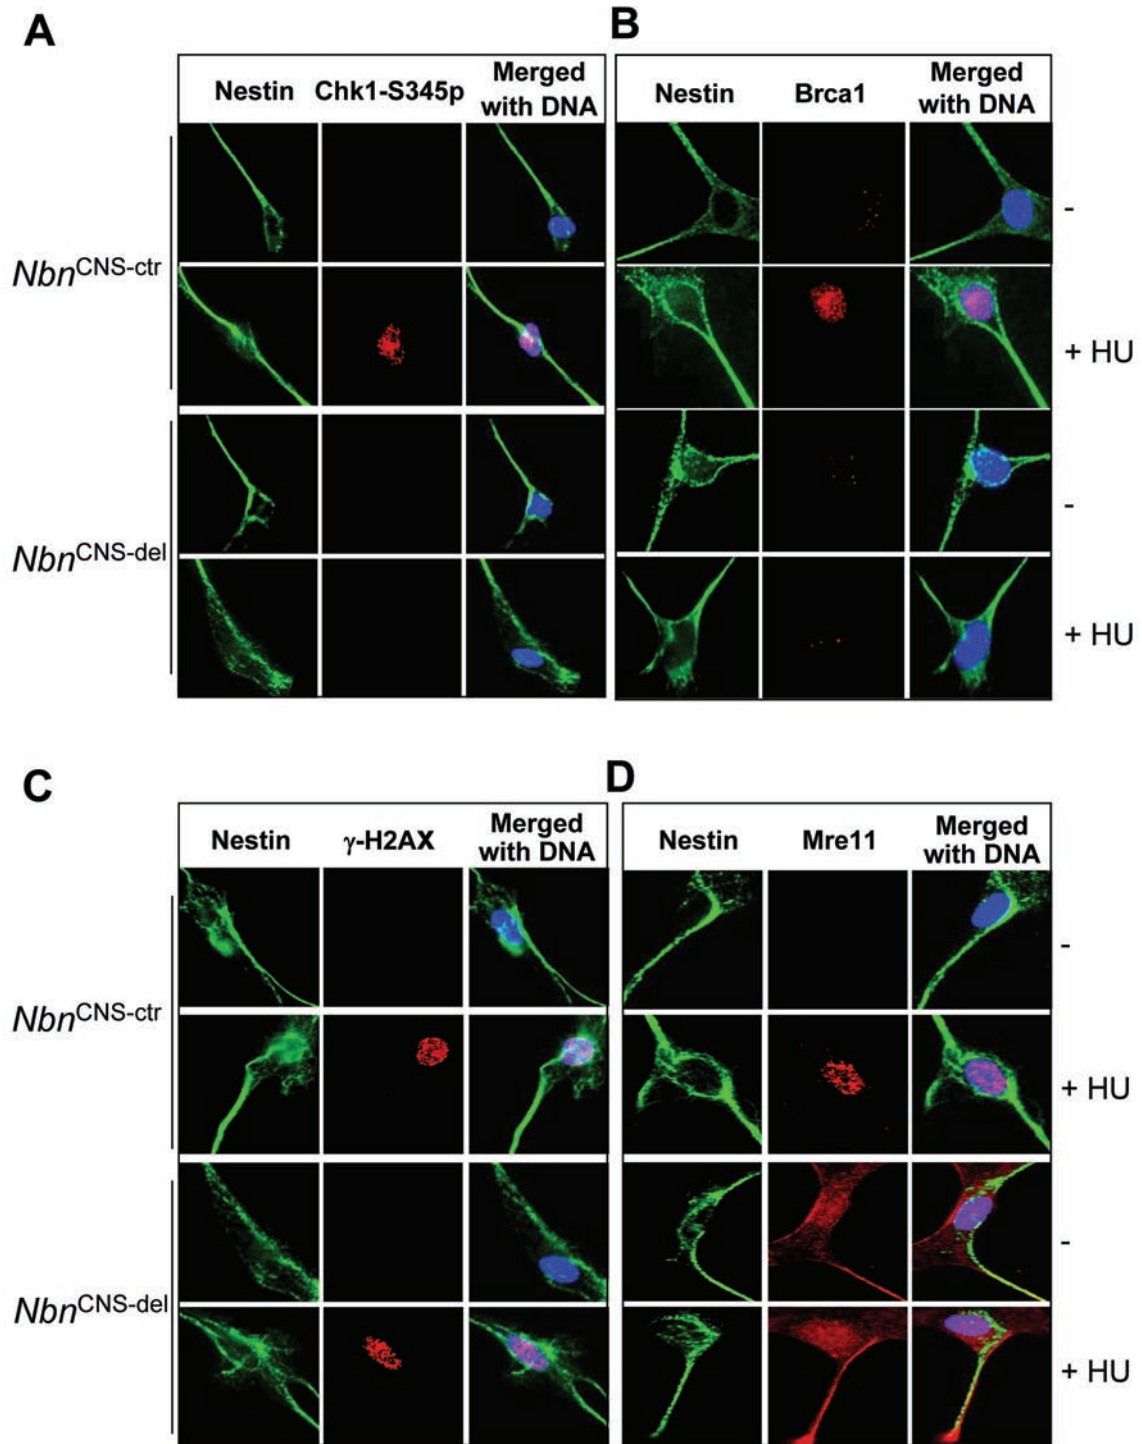 A
B
Nestin Chk1-S345p Merged with DNA
Nestin Brca1 Merged with DNA
Nbn^CNS-ctr
-
+ HU
Nbn^CNS-del
-
+ HU
C
D
Nestin γ-H2AX Merged with DNA
Nestin Mre11 Merged with DNA
Nbn^CNS-ctr
-
+ HU
Nbn^CNS-del
-
+ HU